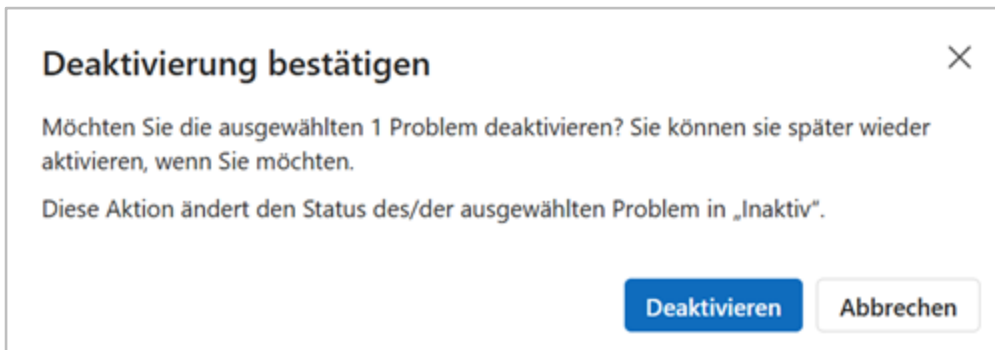 Deaktivierung bestätigen
Möchten Sie die ausgewählten 1 Problem deaktivieren? Sie können sie später wieder
aktivieren, wenn Sie möchten.
Diese Aktion ändert den Status des/der ausgewählten Problem in „Inaktiv“.
Deaktivieren Abbrechen